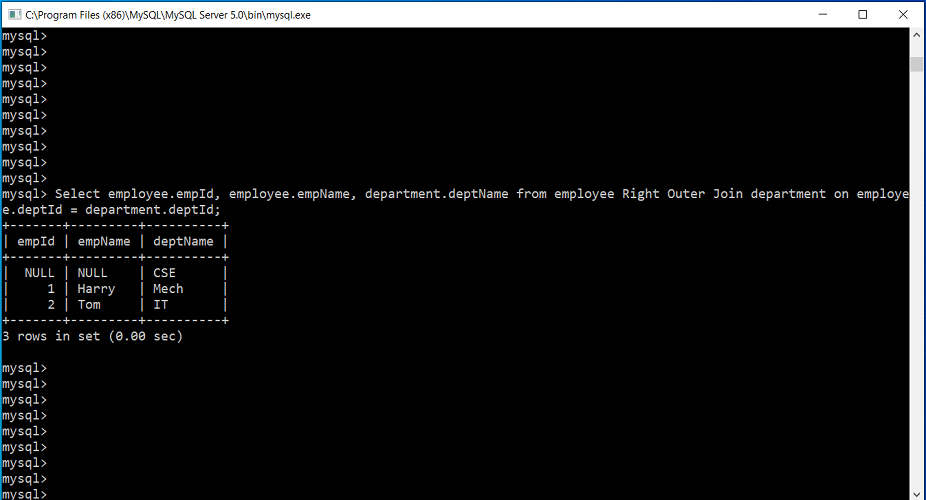 C:\Program Files (x86)\MySQL\MySQL Server 5.0\bin\mysql.exe
mysql>
mysql>
mysql>
mysql>
mysql>
mysql>
mysql>
mysql>
mysql>
mysql>
mysql> Select employee.empId, employee.empName, department.deptName from employee Right Outer Join department on employe
e.deptId = department.deptId;
+-------+---------+----------+
| empId | empName | deptName |
+-------+---------+----------+
|  NULL | NULL    | CSE      |
|     1 | Harry   | Mech     |
|     2 | Tom     | IT       |
+-------+---------+----------+
3 rows in set (0.00 sec)

mysql>
mysql>
mysql>
mysql>
mysql>
mysql>
mysql>
mysql>
mysql>